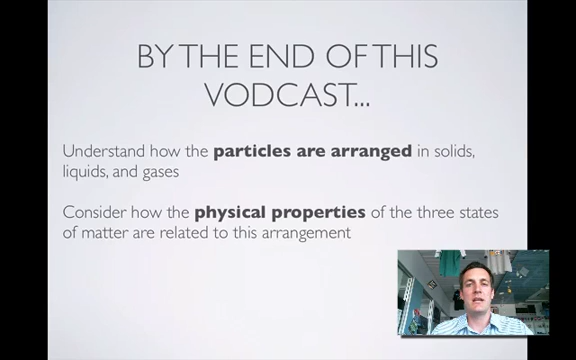 BY THE END OF THIS
VODCAST...
Understand how the particles are arranged in solids,
liquids, and gases
Consider how the physical properties of the three states
of matter are related to this arrangement